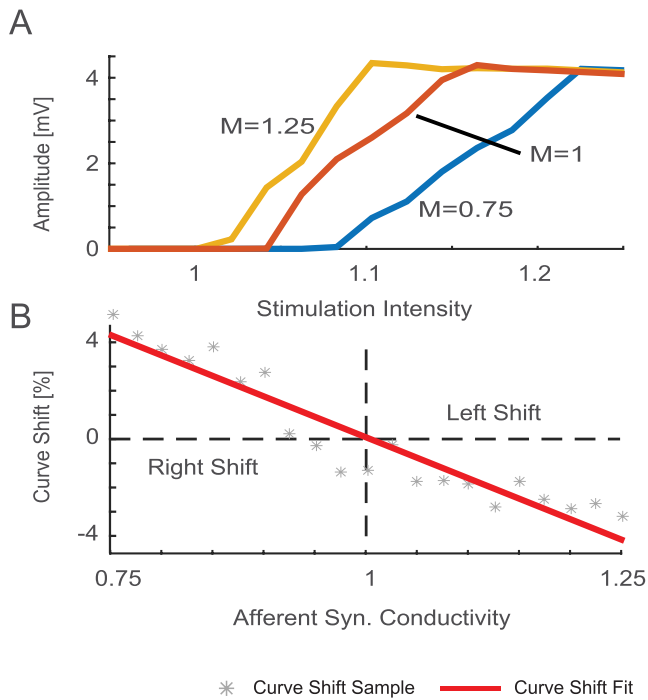 A
Amplitude [mV]
4
2
0
M=1.25
M=1
M=0.75
1
1.1
1.2
Stimulation Intensity
B
Curve Shift [%]
4
0
-4
Left Shift
Right Shift
0.75
1
1.25
Afferent Syn. Conductivity
Curve Shift Sample
Curve Shift Fit